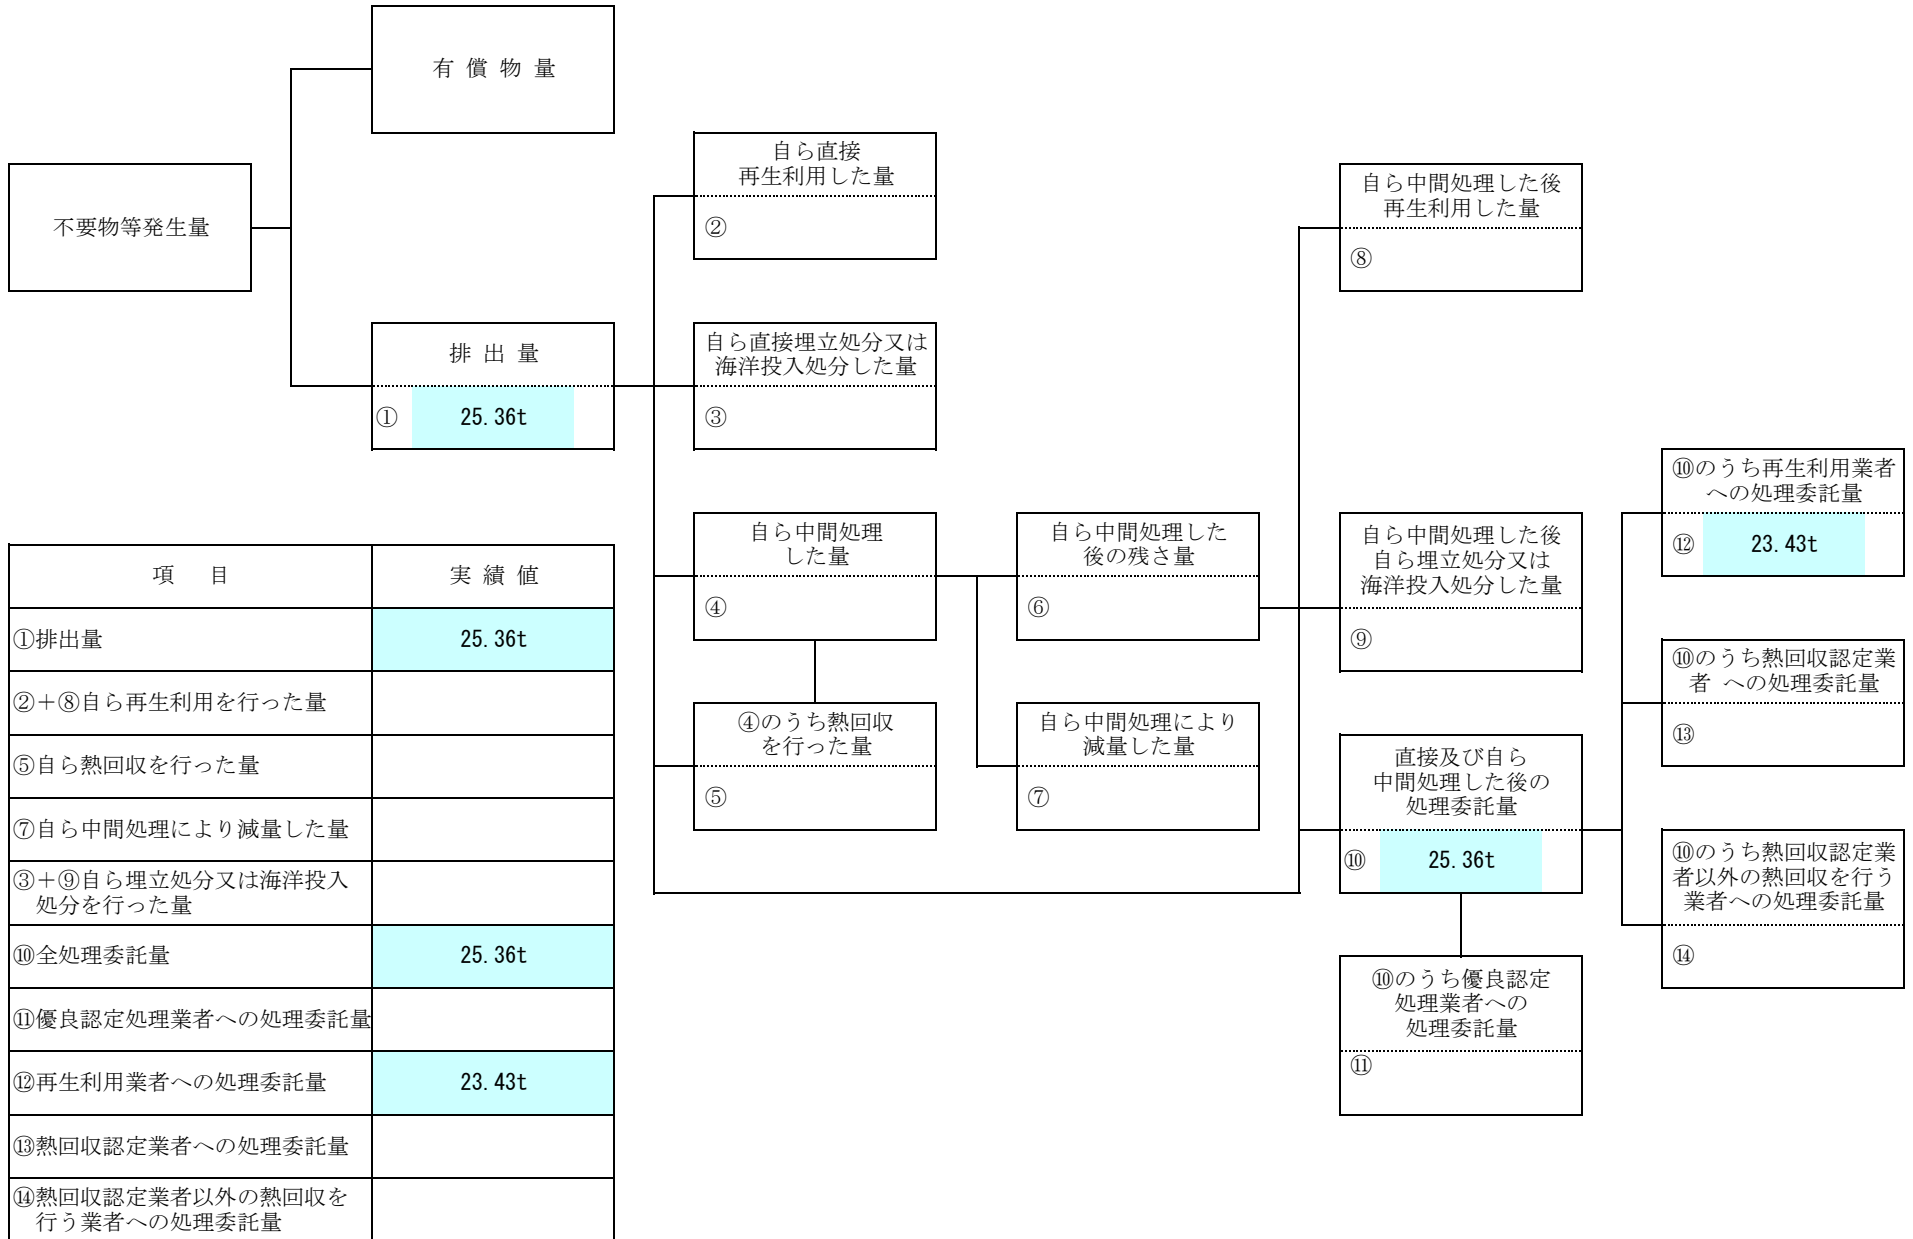 有 償 物 量
不要物等発生量
排 出 量
① 25.36t
自ら直接
再生利用した量
②
自ら直接埋立処分又は
海洋投入処分した量
③
自ら中間処理
した量
④
④のうち熱回収
を行った量
⑤
自ら中間処理した
後の残さ量
⑥
自ら中間処理により
減量した量
⑦
自ら中間処理した後
再生利用した量
⑧
自ら中間処理した後
自ら埋立処分又は
海洋投入処分した量
⑨
直接及び自ら
中間処理した後の
処理委託量
⑩ 25.36t
⑩のうち優良認定
処理業者への
処理委託量
⑪
⑩のうち再生利用業者
への処理委託量
⑫ 23.43t
⑩のうち熱回収認定業
者 への処理委託量
⑬
⑩のうち熱回収認定業
者以外の熱回収を行う
業者への処理委託量
⑭
項 目 実 績 値
①排出量 25.36t
②+⑧自ら再生利用を行った量
⑤自ら熱回収を行った量
⑦自ら中間処理により減量した量
③+⑨自ら埋立処分又は海洋投入
処分を行った量
⑩全処理委託量 25.36t
⑪優良認定処理業者への処理委託量
⑫再生利用業者への処理委託量 23.43t
⑬熱回収認定業者への処理委託量
⑭熱回収認定業者以外の熱回収を
行う業者への処理委託量